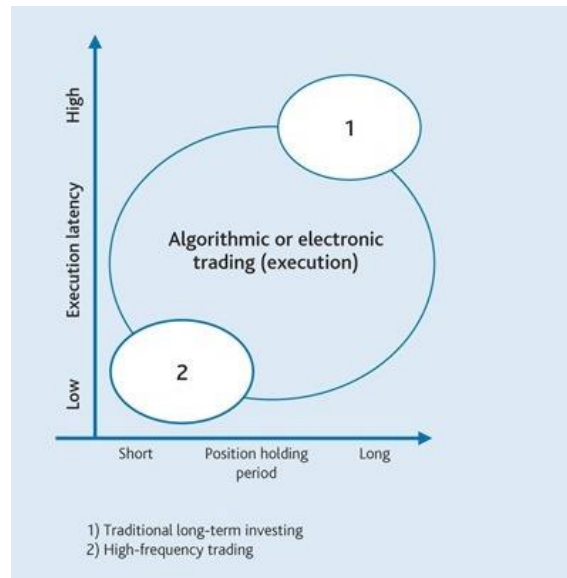 High
Execution latency
Low
1
Algorithmic or electronic
trading (execution)
2
Short
Position holding
period
Long
1) Traditional long-term investing
2) High-frequency trading